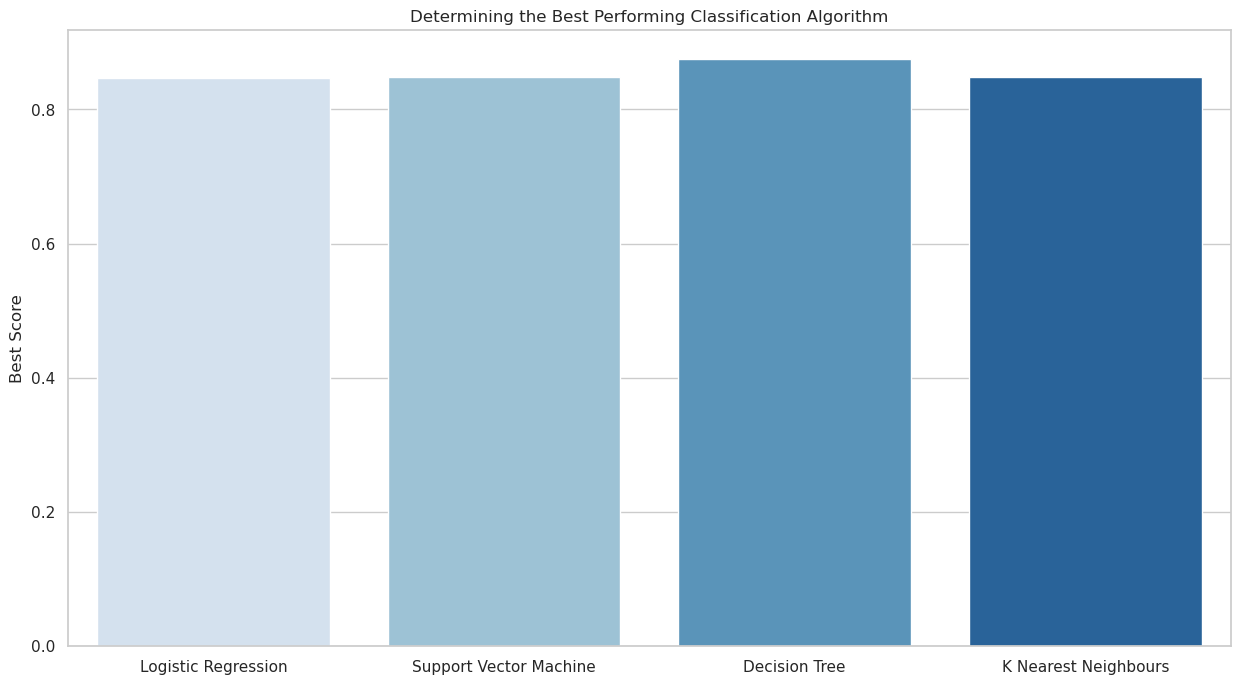 Determining the Best Performing Classification Algorithm
Best Score
0.8
0.6
0.4
0.2
0.0
Logistic Regression
Support Vector Machine
Decision Tree
K Nearest Neighbours